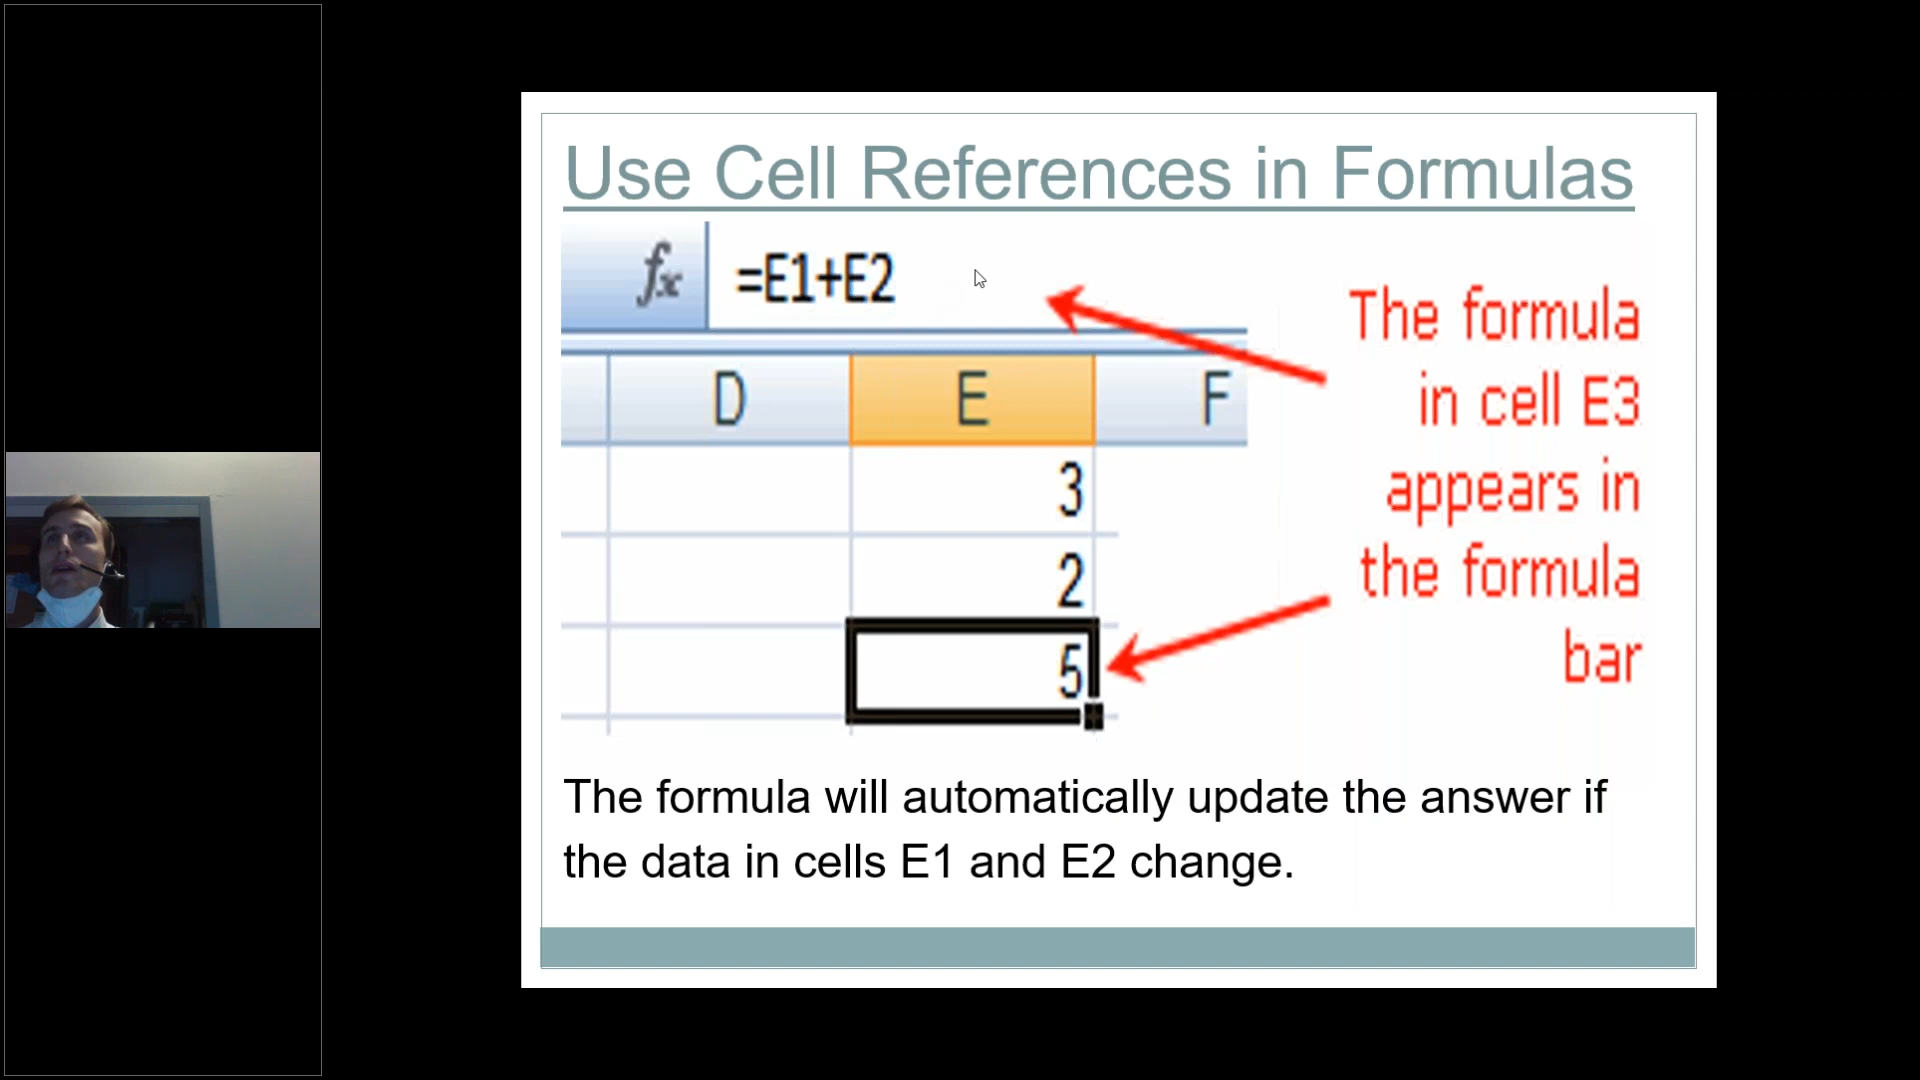 Use Cell References in Formulas
fx =E1+E2
The formula
in cell E3
appears in
the formula
bar
D E F
3
2
5
The formula will automatically update the answer if
the data in cells E1 and E2 change.